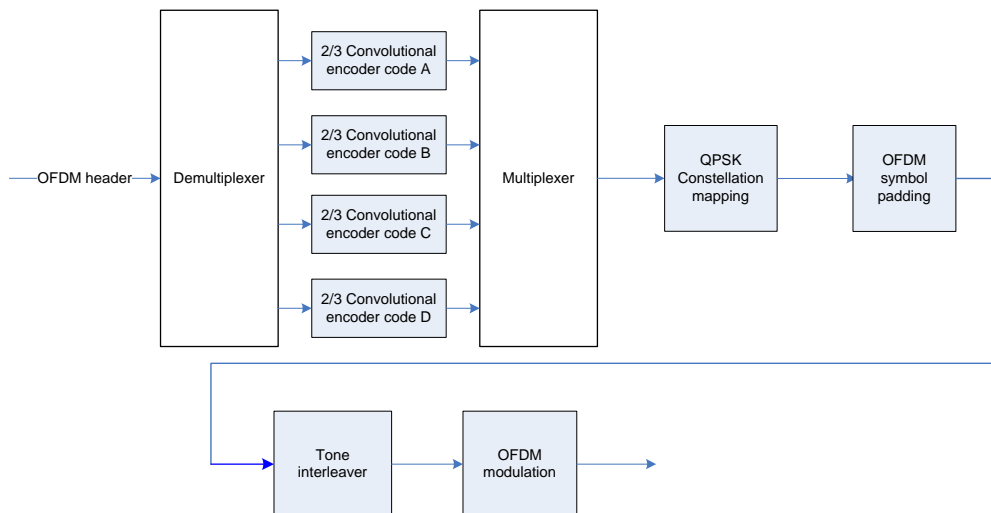 OFDM header
Demultiplexer
2/3 Convolutional
encoder code A
2/3 Convolutional
encoder code B
2/3 Convolutional
encoder code C
2/3 Convolutional
encoder code D
Multiplexer
QPSK
Constellation
mapping
OFDM
symbol
padding
Tone
interleaver
OFDM
modulation